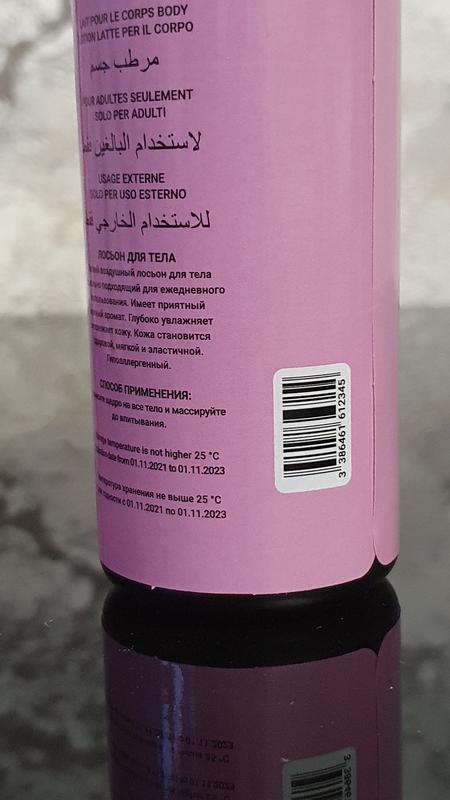 LAIT POUR LE CORPS BODY
LOTION LATTE PER IL CORPO
مرطب جسم
POUR ADULTES SEULEMENT
SOLO PER ADULTI
لاستخدام البالغين فقط
USAGE EXTERNE
SOLO PER USO ESTERNO
للاستخدام الخارجي فقط
ЛОСЬОН ДЛЯ ТЕЛА
воздушный лосьон для тела
подходящий для ежедневного
использования. Имеет приятный
аромат. Глубоко увлажняет
кожу. Кожа становится
здоровой, мягкой и эластичной.
Гипоаллергенный.
СПОСОБ ПРИМЕНЕНИЯ:
щедро на все тело и массируйте
до впитывания.
Storage temperature is not higher 25 °C
date from 01.11.2021 to 01.11.2023
Температура хранения не выше 25 °C
годности с 01.11.2021 по 01.11.2023
3 386461 612345